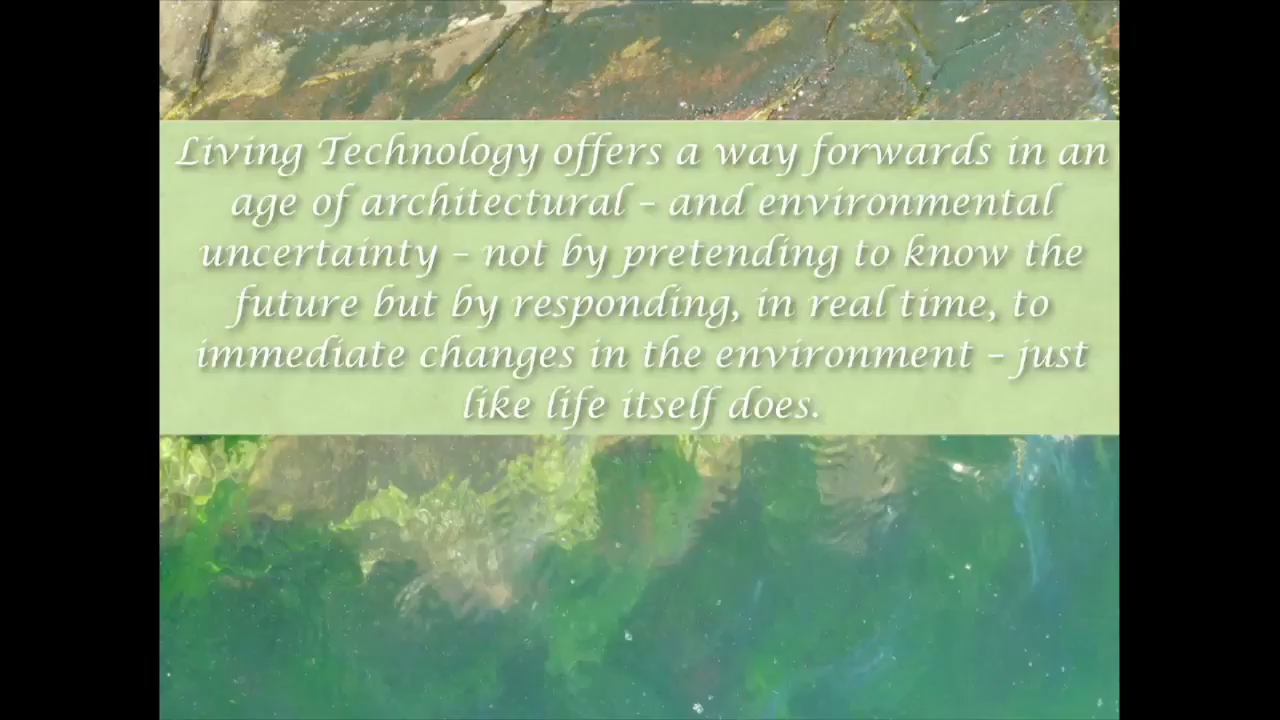 Living Technology offers a way forwards in an
age of architectural – and environmental
uncertainty – not by pretending to know the
future but by responding, in real time, to
immediate changes in the environment – just
like life itself does.